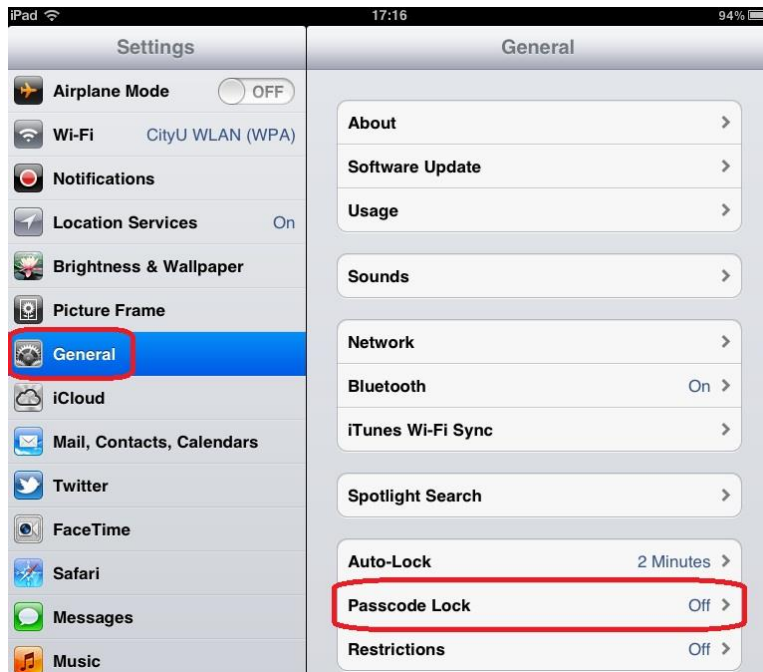 iPad 17:16 94%
Settings
Airplane Mode OFF
Wi-Fi CityU WLAN (WPA)
Notifications
Location Services On
Brightness & Wallpaper
Picture Frame
General
iCloud
Mail, Contacts, Calendars
Twitter
FaceTime
Safari
Messages
Music
General
About
Software Update
Usage
Sounds
Network
Bluetooth On
iTunes Wi-Fi Sync
Spotlight Search
Auto-Lock 2 Minutes
Passcode Lock Off
Restrictions Off